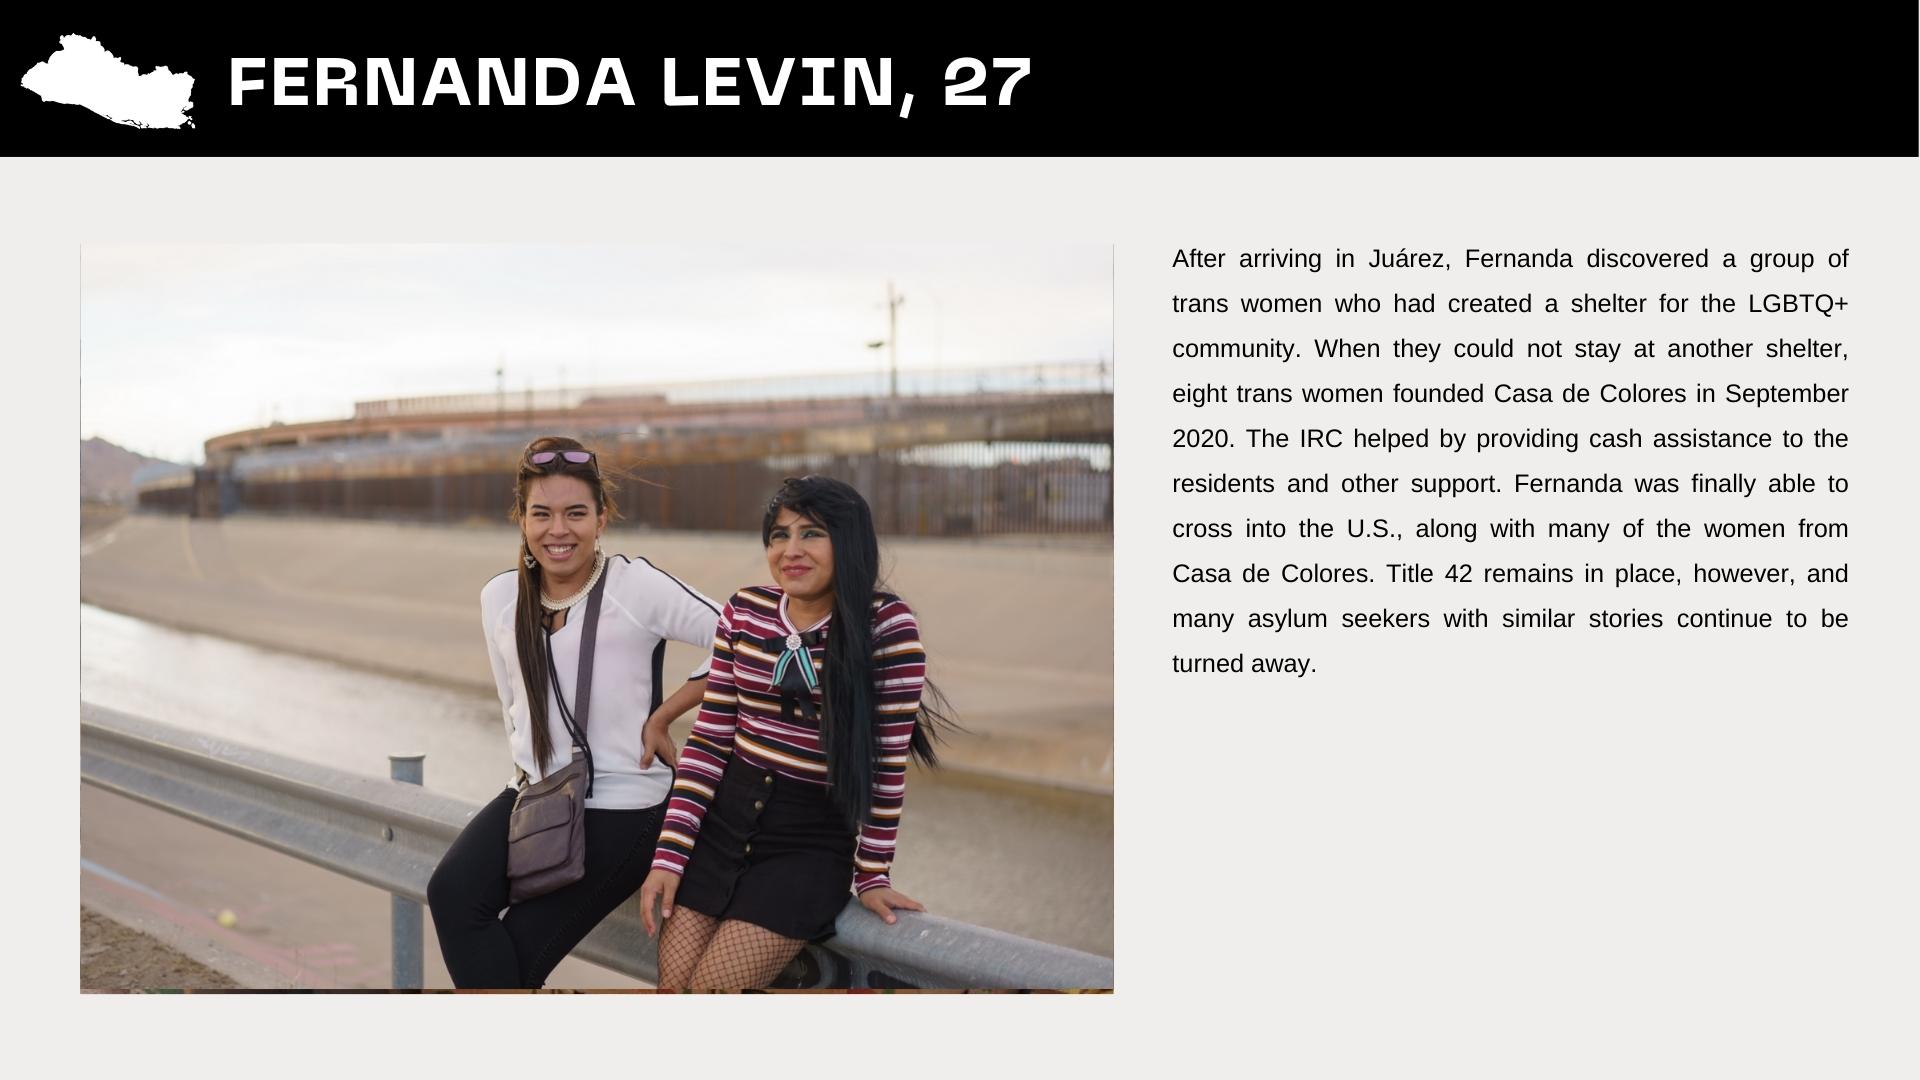 FERNANDA LEVIN, 27
After arriving in Juárez, Fernanda discovered a group of
trans women who had created a shelter for the LGBTQ+
community. When they could not stay at another shelter,
eight trans women founded Casa de Colores in September
2020. The IRC helped by providing cash assistance to the
residents and other support. Fernanda was finally able to
cross into the U.S., along with many of the women from
Casa de Colores. Title 42 remains in place, however, and
many asylum seekers with similar stories continue to be
turned away.